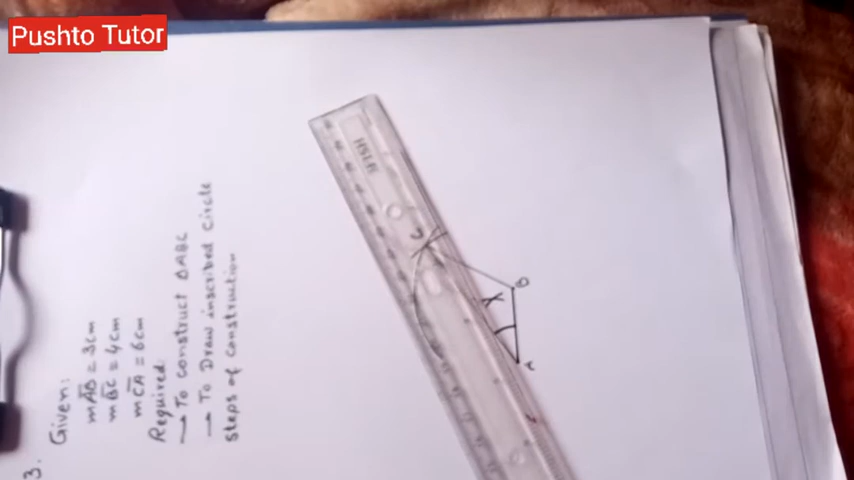 Pushto Tutor
3.
Given:
mAB = 3cm
mBC = 4cm
mCA = 6cm
Required:
→ To construct ΔABC
→ To Draw inscribed circle
steps of construction
C
B
A